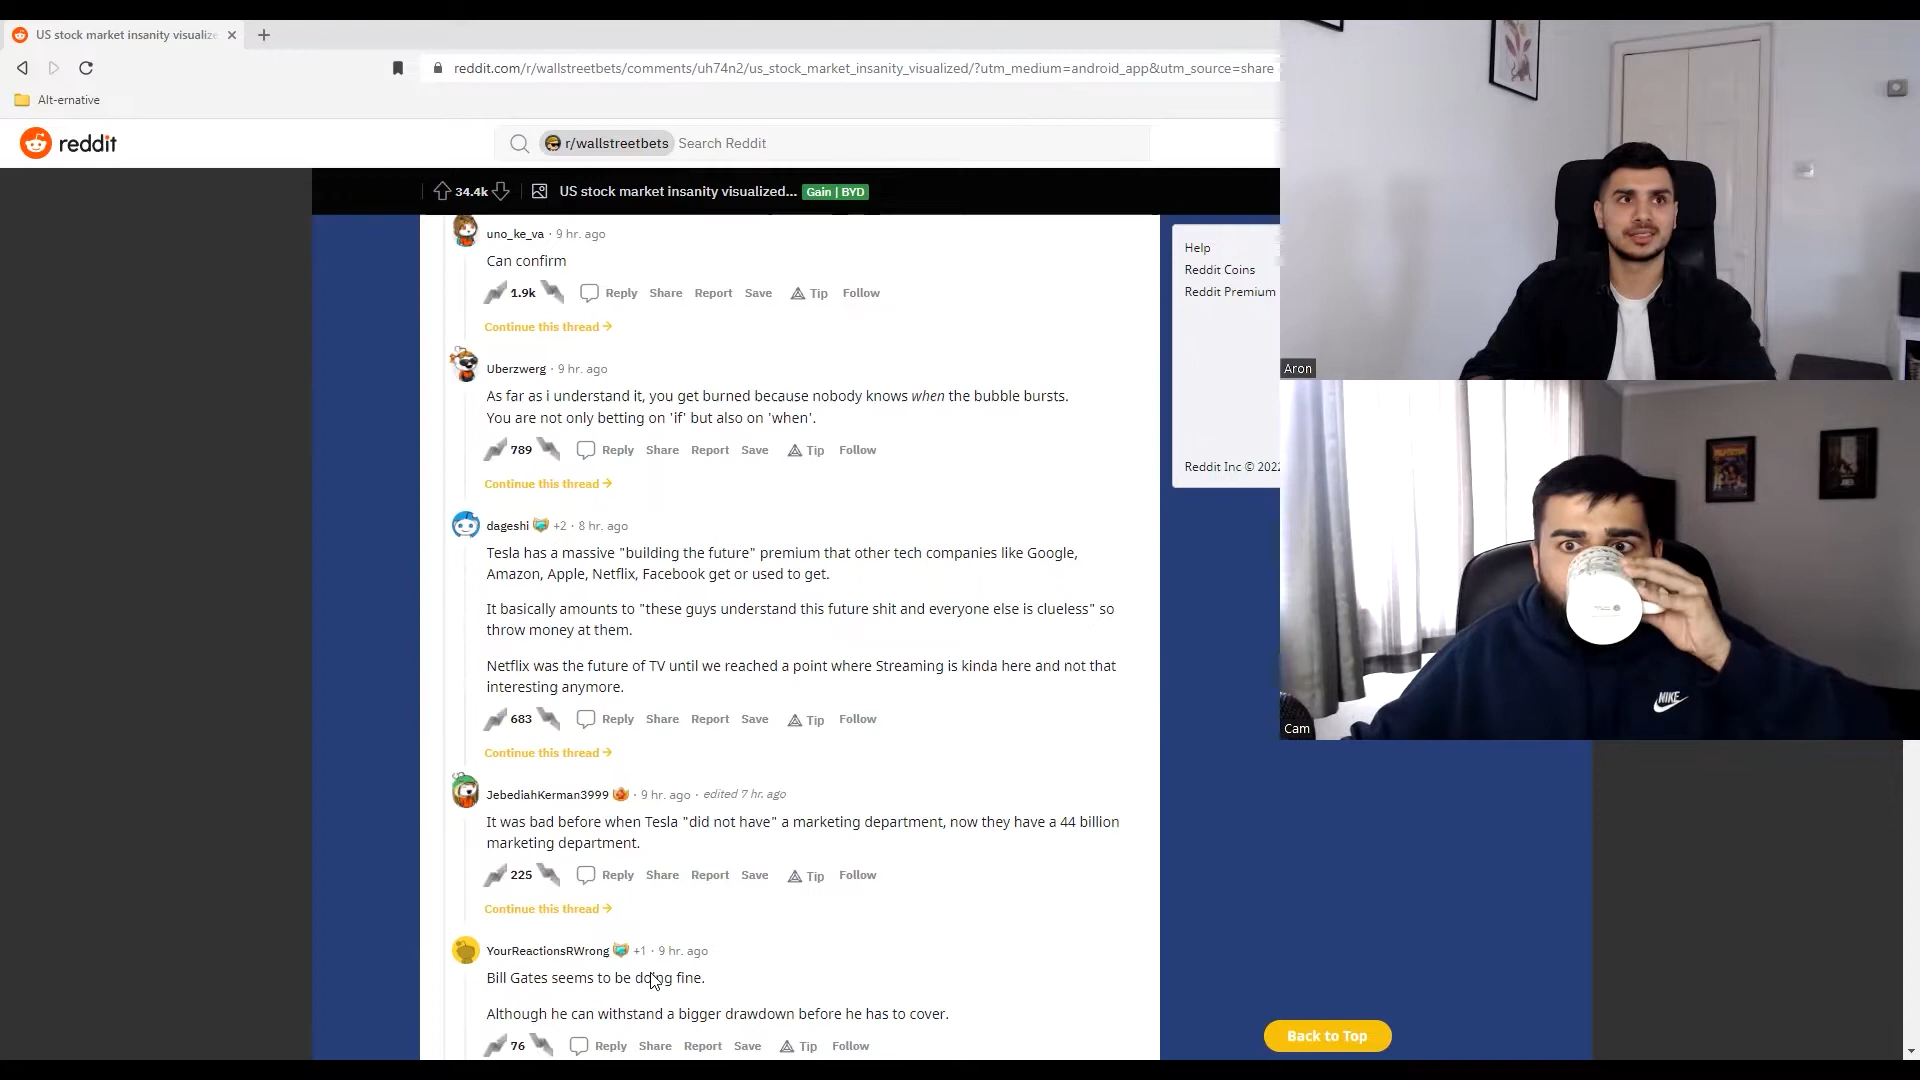 US stock market insanity visualize
reddit.com/r/wallstreetbets/comments/uh74n2/us_stock_market_insanity_visualized/?utm_medium=android_app&utm_source=share
Alt-ernative
reddit
r/wallstreetbets Search Reddit
34.4k US stock market insanity visualized... Gain | BYD
uno_ke_va · 9 hr. ago
Can confirm
1.9k Reply Share Report Save Tip Follow
Continue this thread →
Uberzwerg · 9 hr. ago
As far as i understand it, you get burned because nobody knows when the bubble bursts.
You are not only betting on 'if' but also on 'when'.
789 Reply Share Report Save Tip Follow
Continue this thread →
dageshi +2 · 8 hr. ago
Tesla has a massive "building the future" premium that other tech companies like Google,
Amazon, Apple, Netflix, Facebook get or used to get.
It basically amounts to "these guys understand this future shit and everyone else is clueless" so
throw money at them.
Netflix was the future of TV until we reached a point where Streaming is kinda here and not that
interesting anymore.
683 Reply Share Report Save Tip Follow
Continue this thread →
JebediahKerman3999 · 9 hr. ago · edited 7 hr. ago
It was bad before when Tesla "did not have" a marketing department, now they have a 44 billion
marketing department.
225 Reply Share Report Save Tip Follow
Continue this thread →
YourReactionsRWrong +1 · 9 hr. ago
Bill Gates seems to be doing fine.
Although he can withstand a bigger drawdown before he has to cover.
76 Reply Share Report Save Tip Follow
Help
Reddit Coins
Reddit Premium
Reddit Inc © 2022
Back to Top
Aron
NIKE
Cam